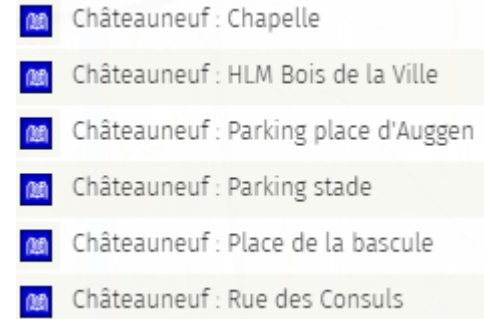 Châteauneuf : Chapelle
Châteauneuf : HLM Bois de la Ville
Châteauneuf : Parking place d'Auggen
Châteauneuf : Parking stade
Châteauneuf : Place de la bascule
Châteauneuf : Rue des Consuls